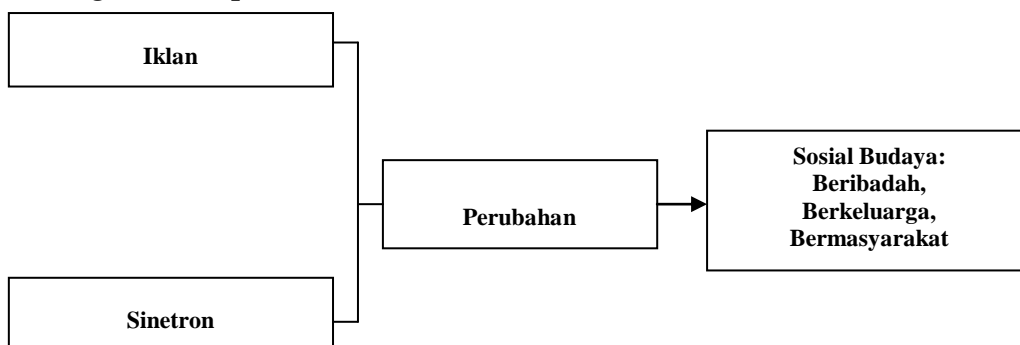 Iklan
Perubahan
Sosial Budaya:
Beribadah,
Berkeluarga,
Bermasyarakat
Sinetron